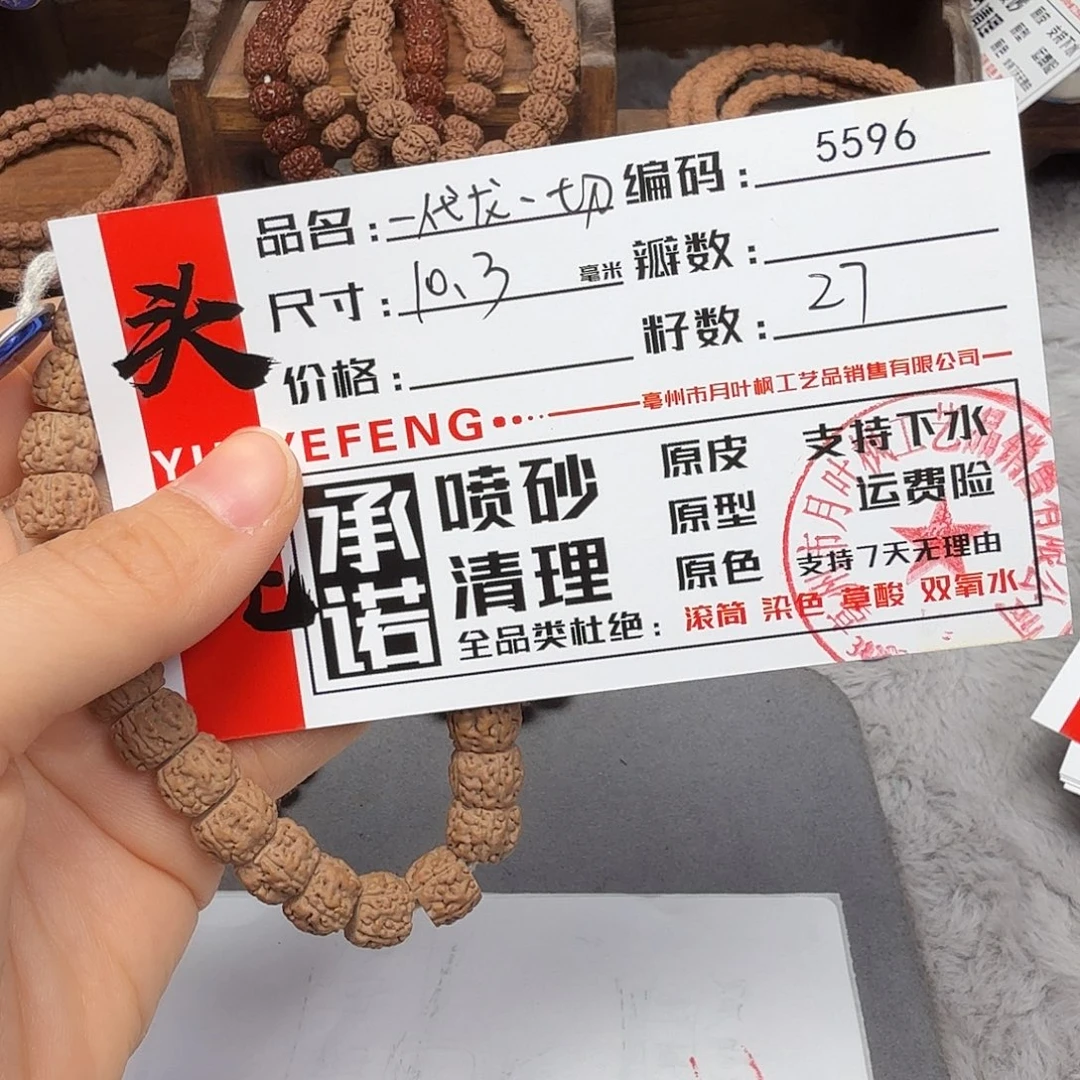 品名：一代龙、切
编码：5596
尺寸：10.3毫米
瓣数：
价格：
籽数：27
亳州市月叶枫工艺品销售有限公司
YEFENG
头
承诺
喷砂
清理
原皮
原型
原色
支持下水
运费险
支持7天无理由
全品类杜绝：滚筒 染色 草酸 双氧水